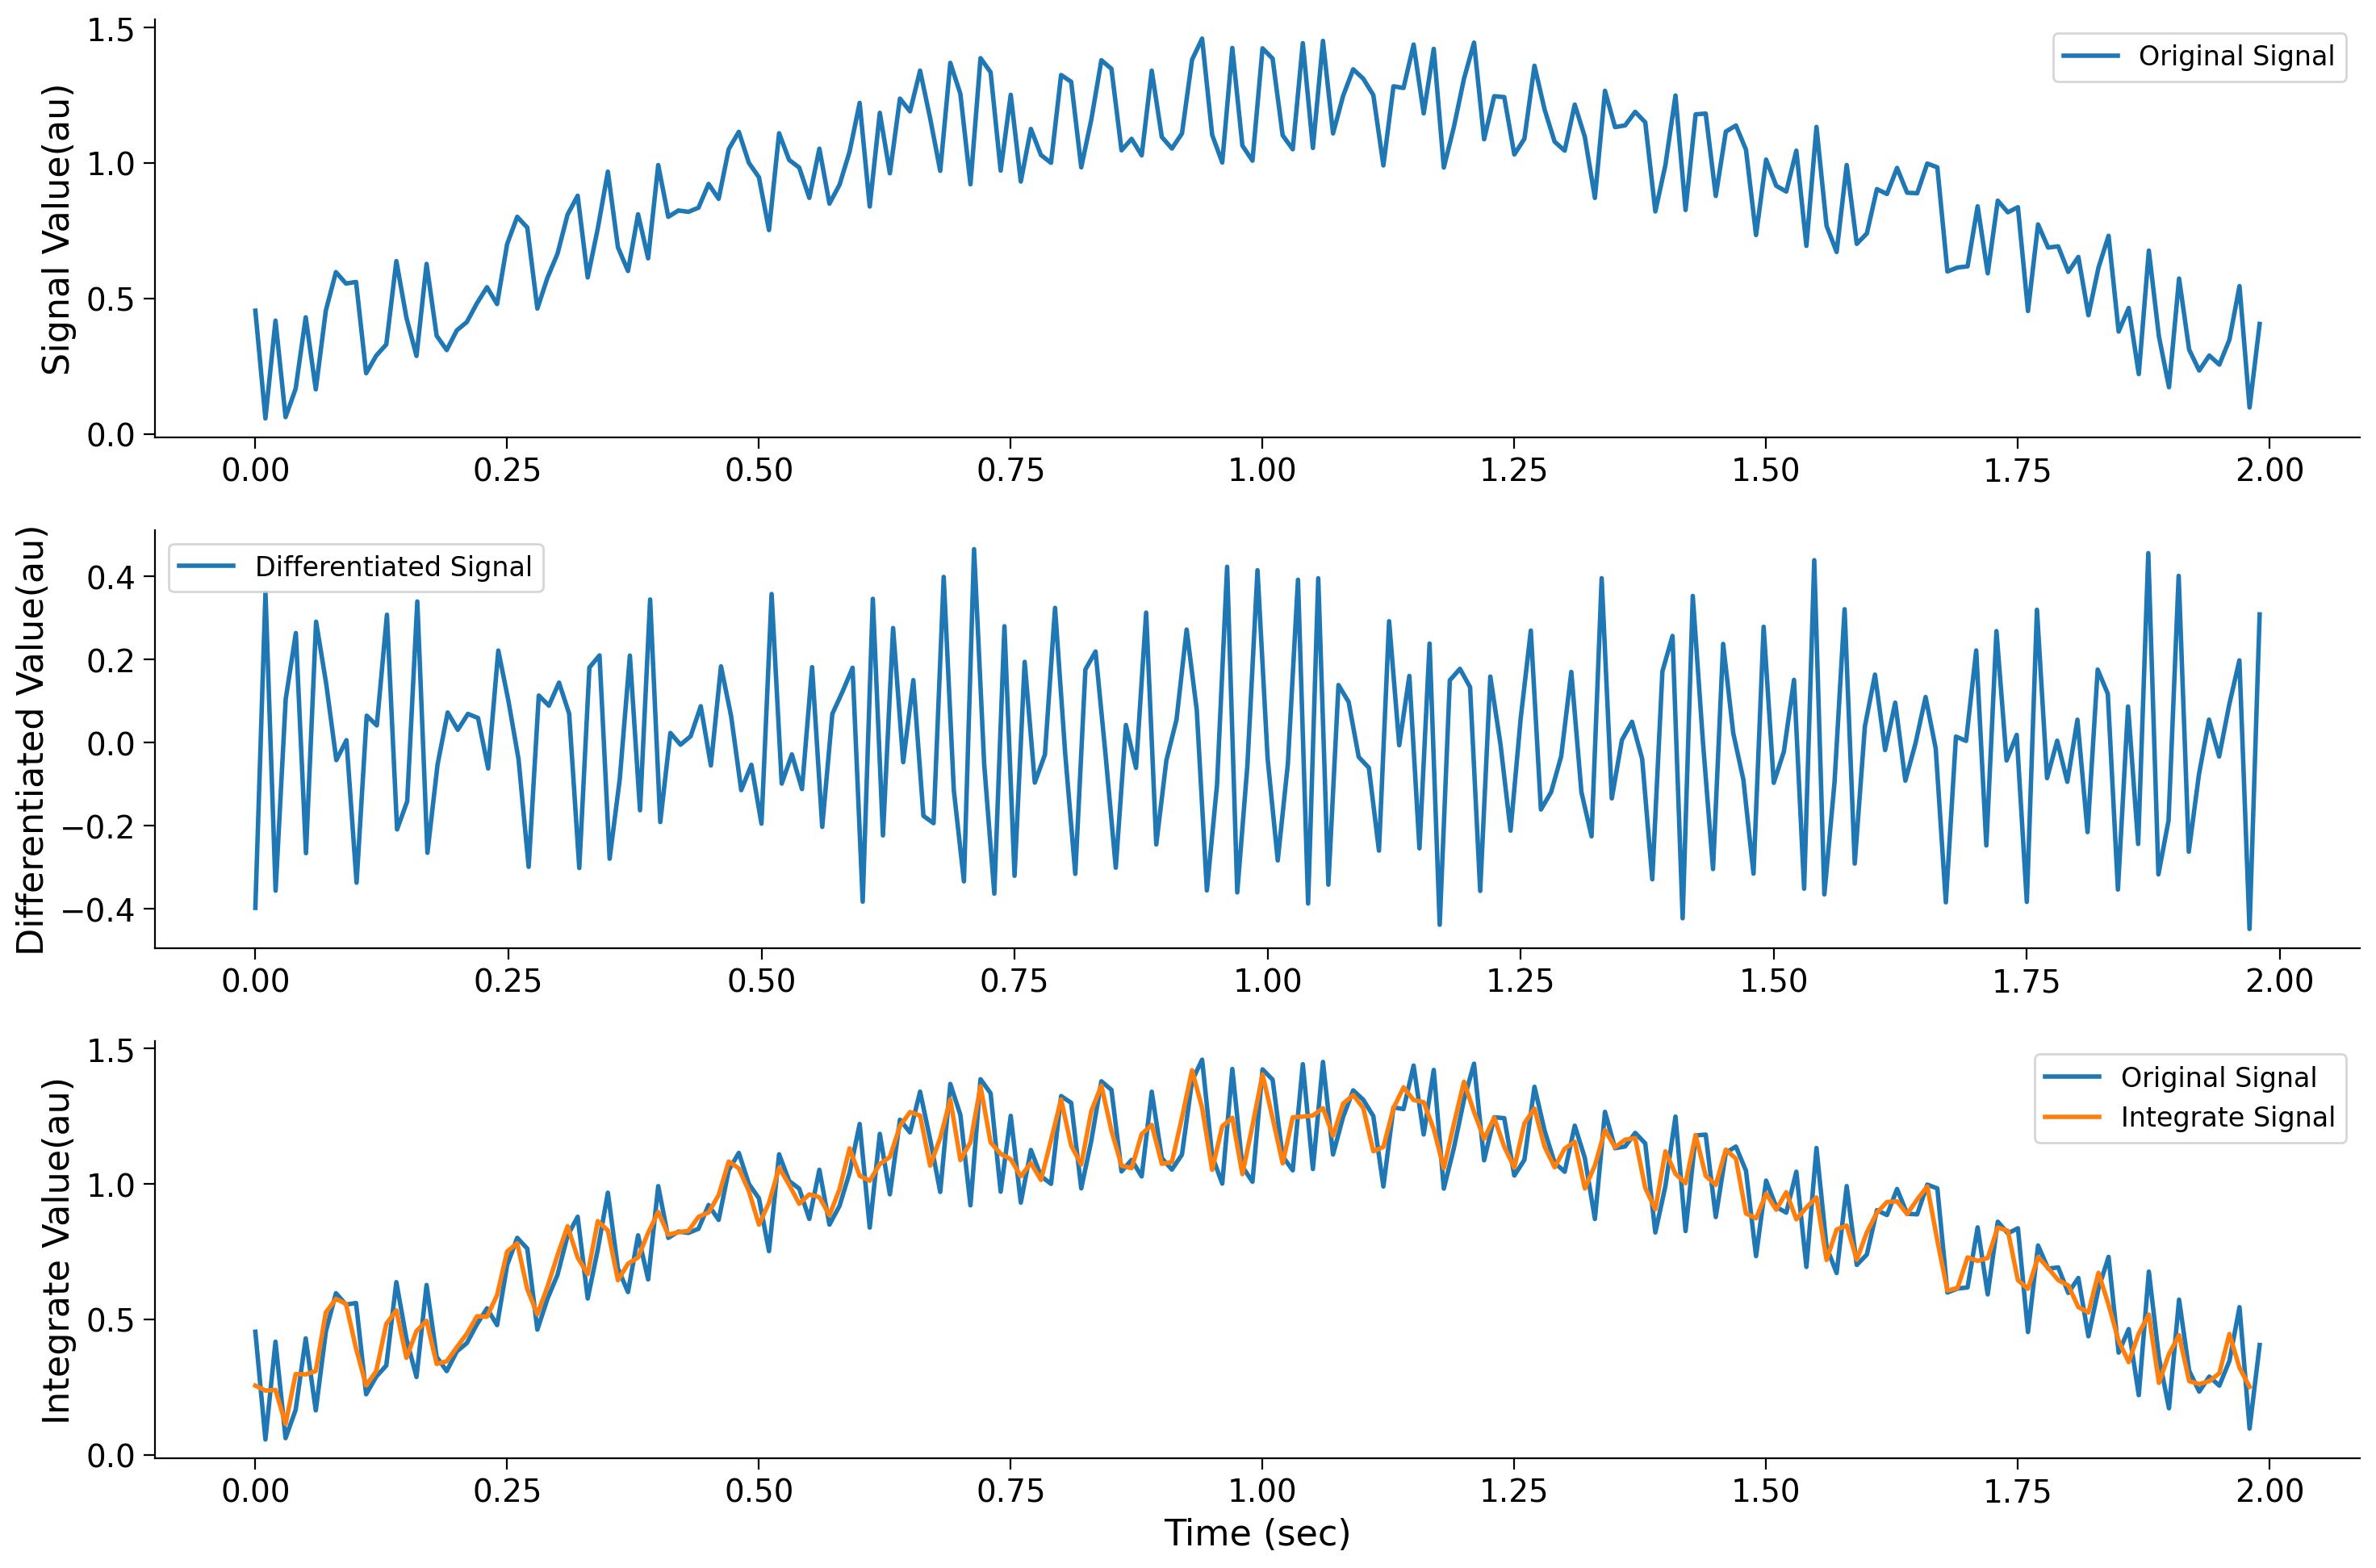 Signal Value(au)
1.5
1.0
0.5
0.0
Original Signal
0.00 0.25 0.50 0.75 1.00 1.25 1.50 1.75 2.00
Differentiated Value(au)
0.4
0.2
0.0
−0.2
−0.4
Differentiated Signal
0.00 0.25 0.50 0.75 1.00 1.25 1.50 1.75 2.00
Integrate Value(au)
1.5
1.0
0.5
0.0
Original Signal
Integrate Signal
0.00 0.25 0.50 0.75 1.00 1.25 1.50 1.75 2.00
Time (sec)